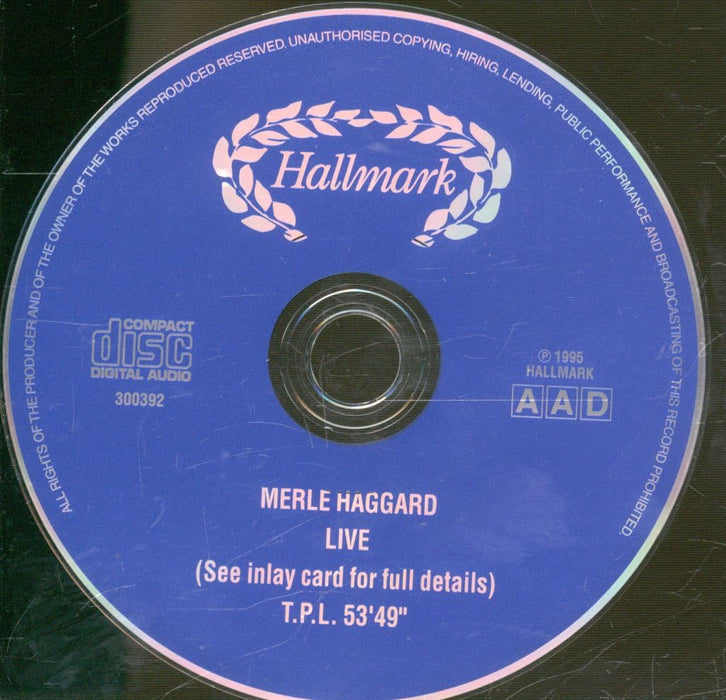 ALL RIGHTS OF THE PRODUCER AND OF THE OWNER OF THE WORKS REPRODUCED RESERVED. UNAUTHORISED COPYING, HIRING, LENDING, PUBLIC PERFORMANCE AND BROADCASTING OF THIS RECORD PROHIBITED.
Hallmark
COMPACT
disc
DIGITAL AUDIO
300392
℗ 1995
HALLMARK
AAD
MERLE HAGGARD
LIVE
(See inlay card for full details)
T.P.L. 53'49"